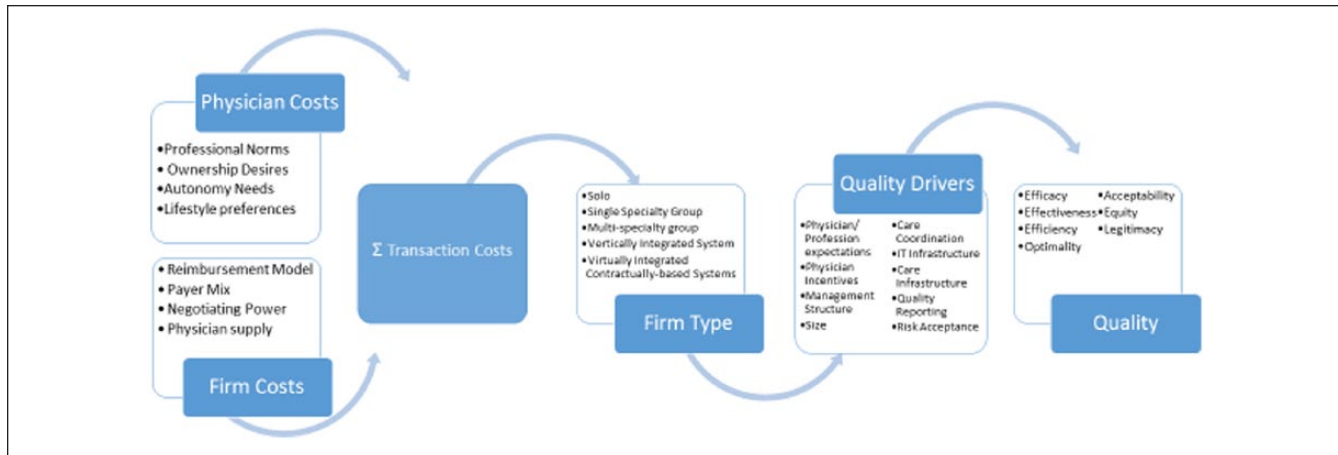 Physician Costs
•Professional Norms
• Ownership Desires
•Autonomy Needs
•Lifestyle preferences
• Reimbursement Model
• Payer Mix
• Negotiating Power
• Physician supply
Firm Costs
Σ Transaction Costs
•Solo
•Single Specialty Group
•Multi-specialty group
•Vertically Integrated System
•Virtually Integrated
Contractually-based Systems
Firm Type
Quality Drivers
•Physician/
Profession
expectations
•Physician
Incentives
•Management
Structure
•Size
•Care
Coordination
•IT Infrastructure
•Care
Infrastructure
•Quality
Reporting
•Risk Acceptance
•Efficacy
•Effectiveness
•Efficiency
•Optimality
•Acceptability
•Equity
•Legitimacy
Quality